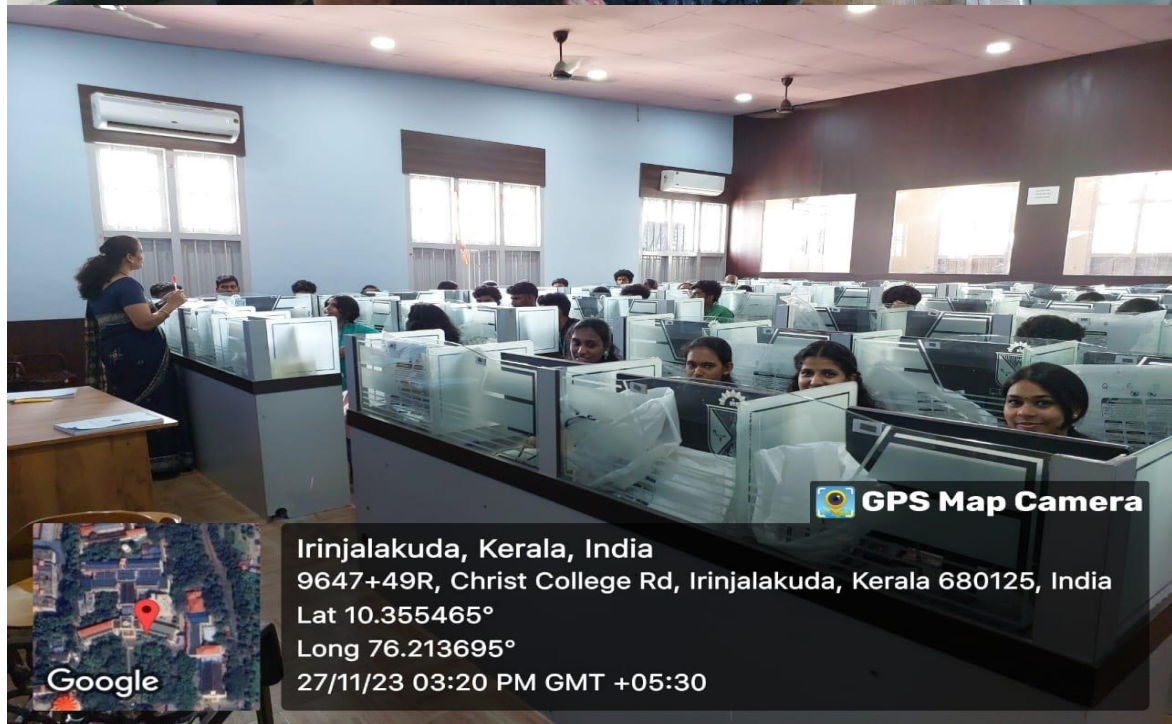 GPS Map Camera
Irinjalakuda, Kerala, India
9647+49R, Christ College Rd, Irinjalakuda, Kerala 680125, India
Lat 10.355465°
Long 76.213695°
27/11/23 03:20 PM GMT +05:30
Google